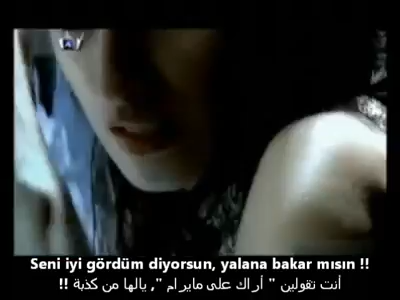 Seni iyi gördüm diyorsun, yalana bakar mısın !!
أنت تقولين " أراك على مايرام ", يالها من كذبة !!